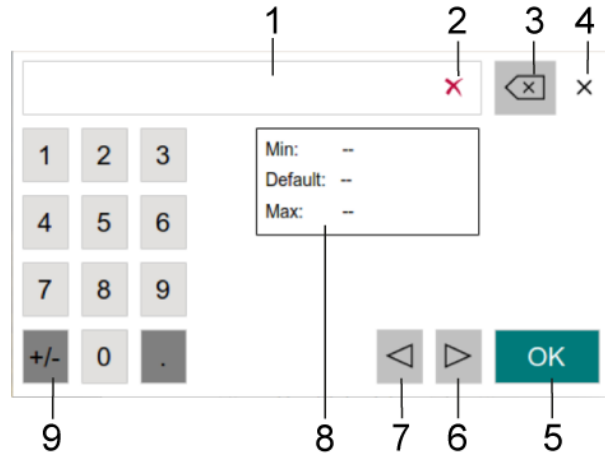 1 2 3 4
1 2 3
Min: --
Default: --
Max: --
4 5 6
7 8 9
+/- 0 .
OK
9 8 7 6 5